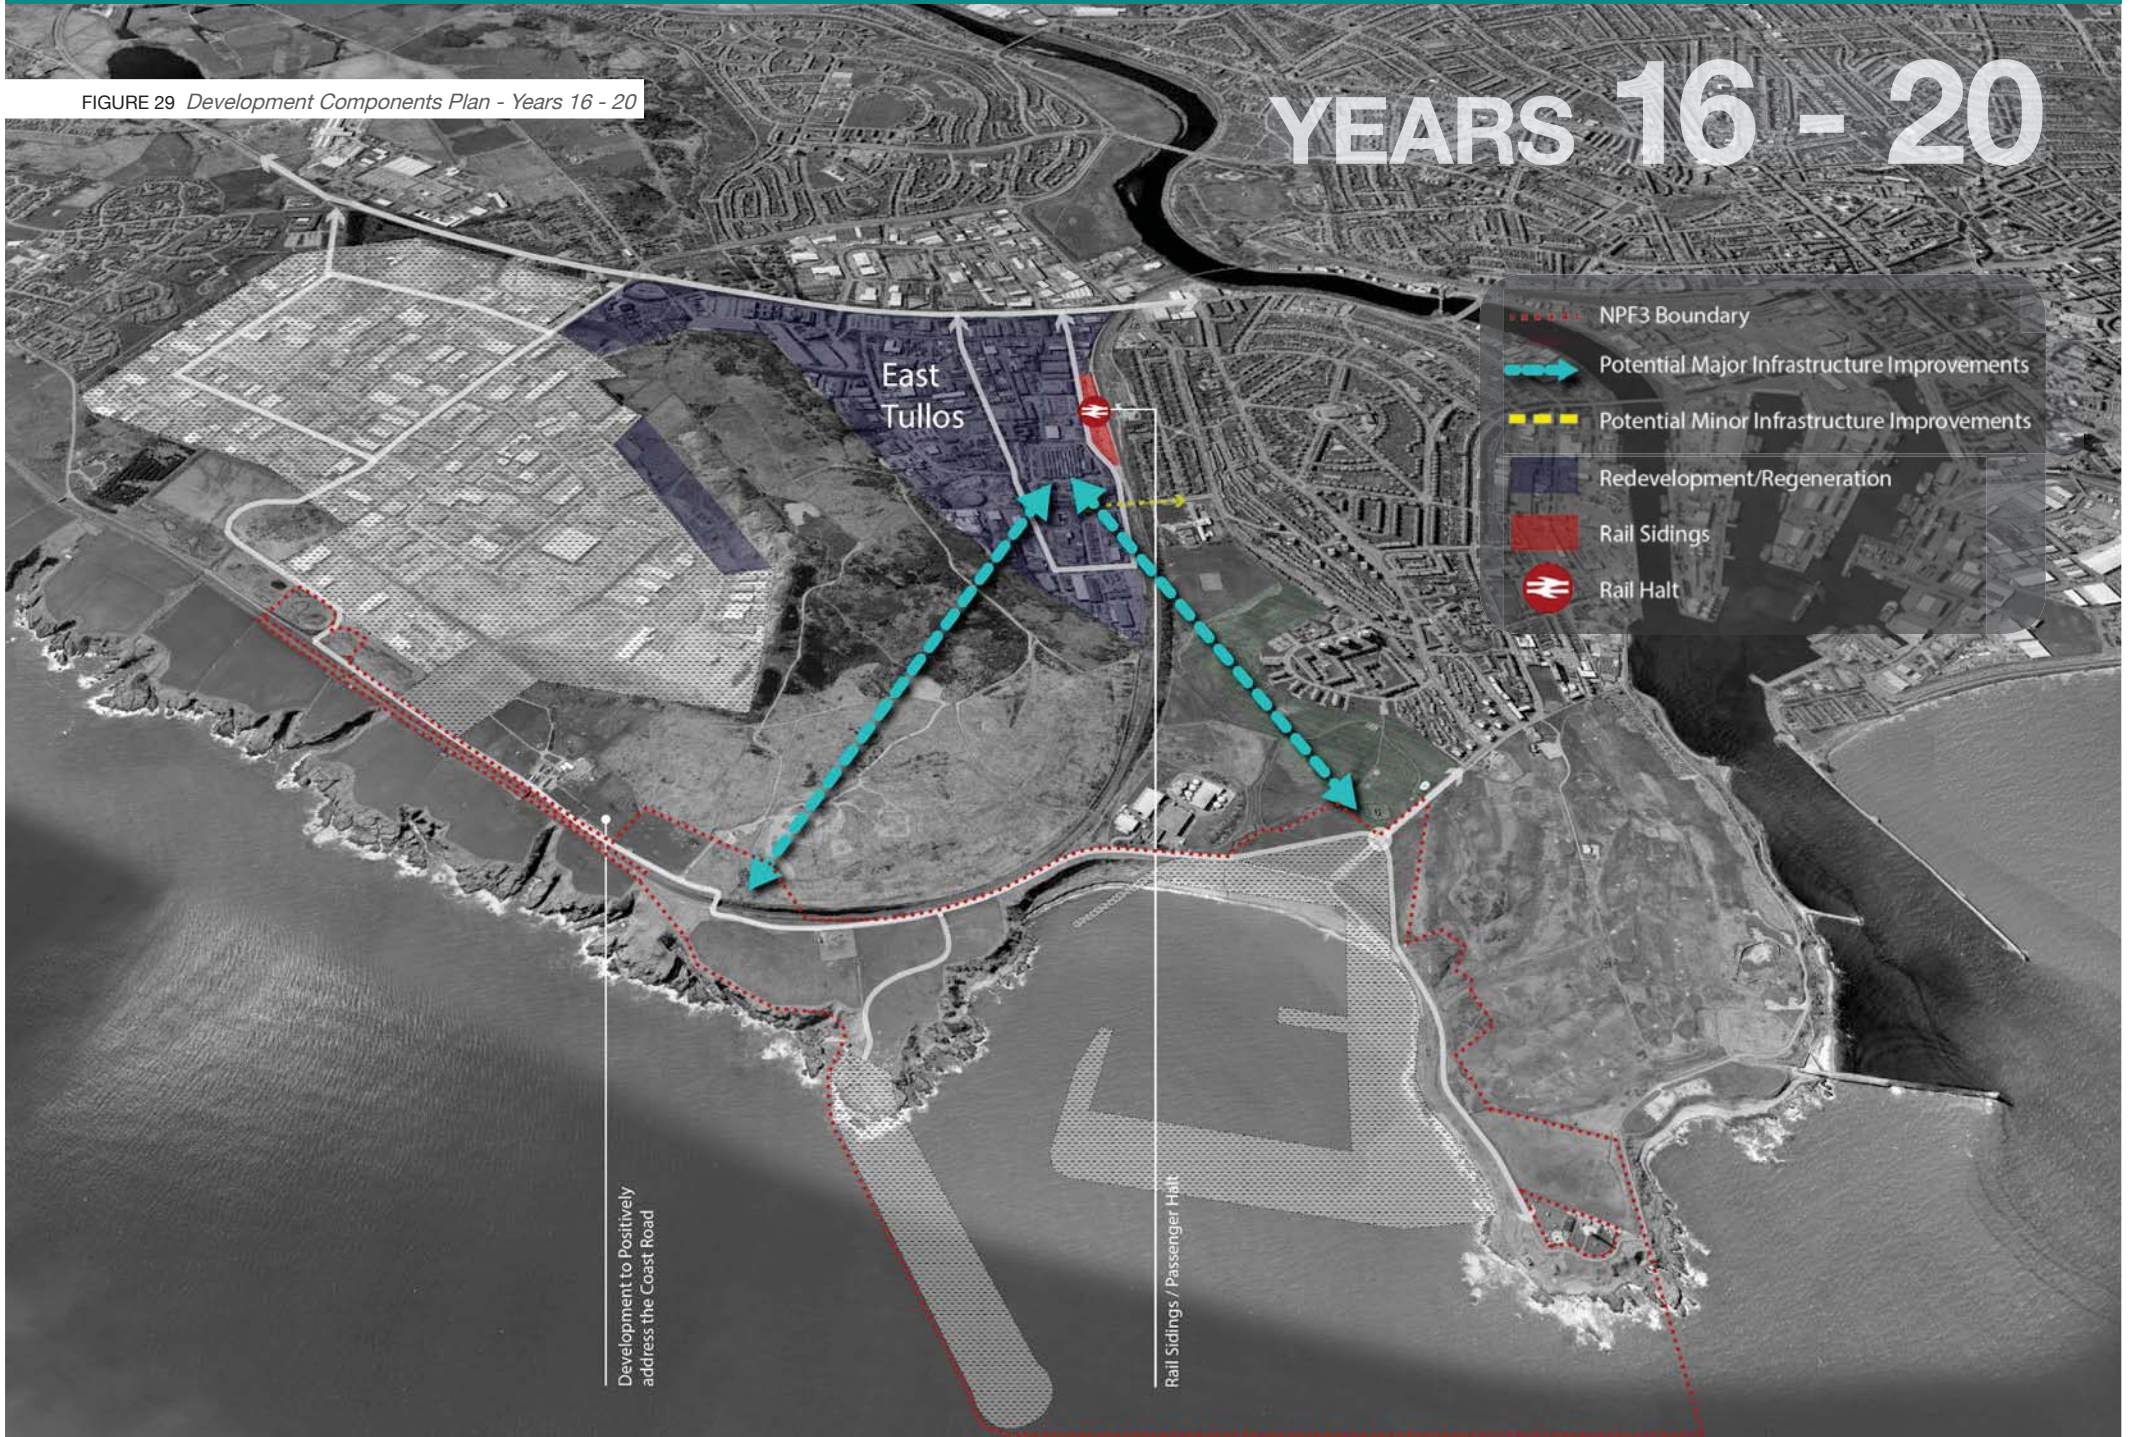 FIGURE 29 Development Components Plan - Years 16 - 20
YEARS 16 - 20
East
Tullos
NPF3 Boundary
Potential Major Infrastructure Improvements
Potential Minor Infrastructure Improvements
Redevelopment/Regeneration
Rail Sidings
Rail Halt
Development to Positively
address the Coast Road
Rail Sidings / Passenger Halt